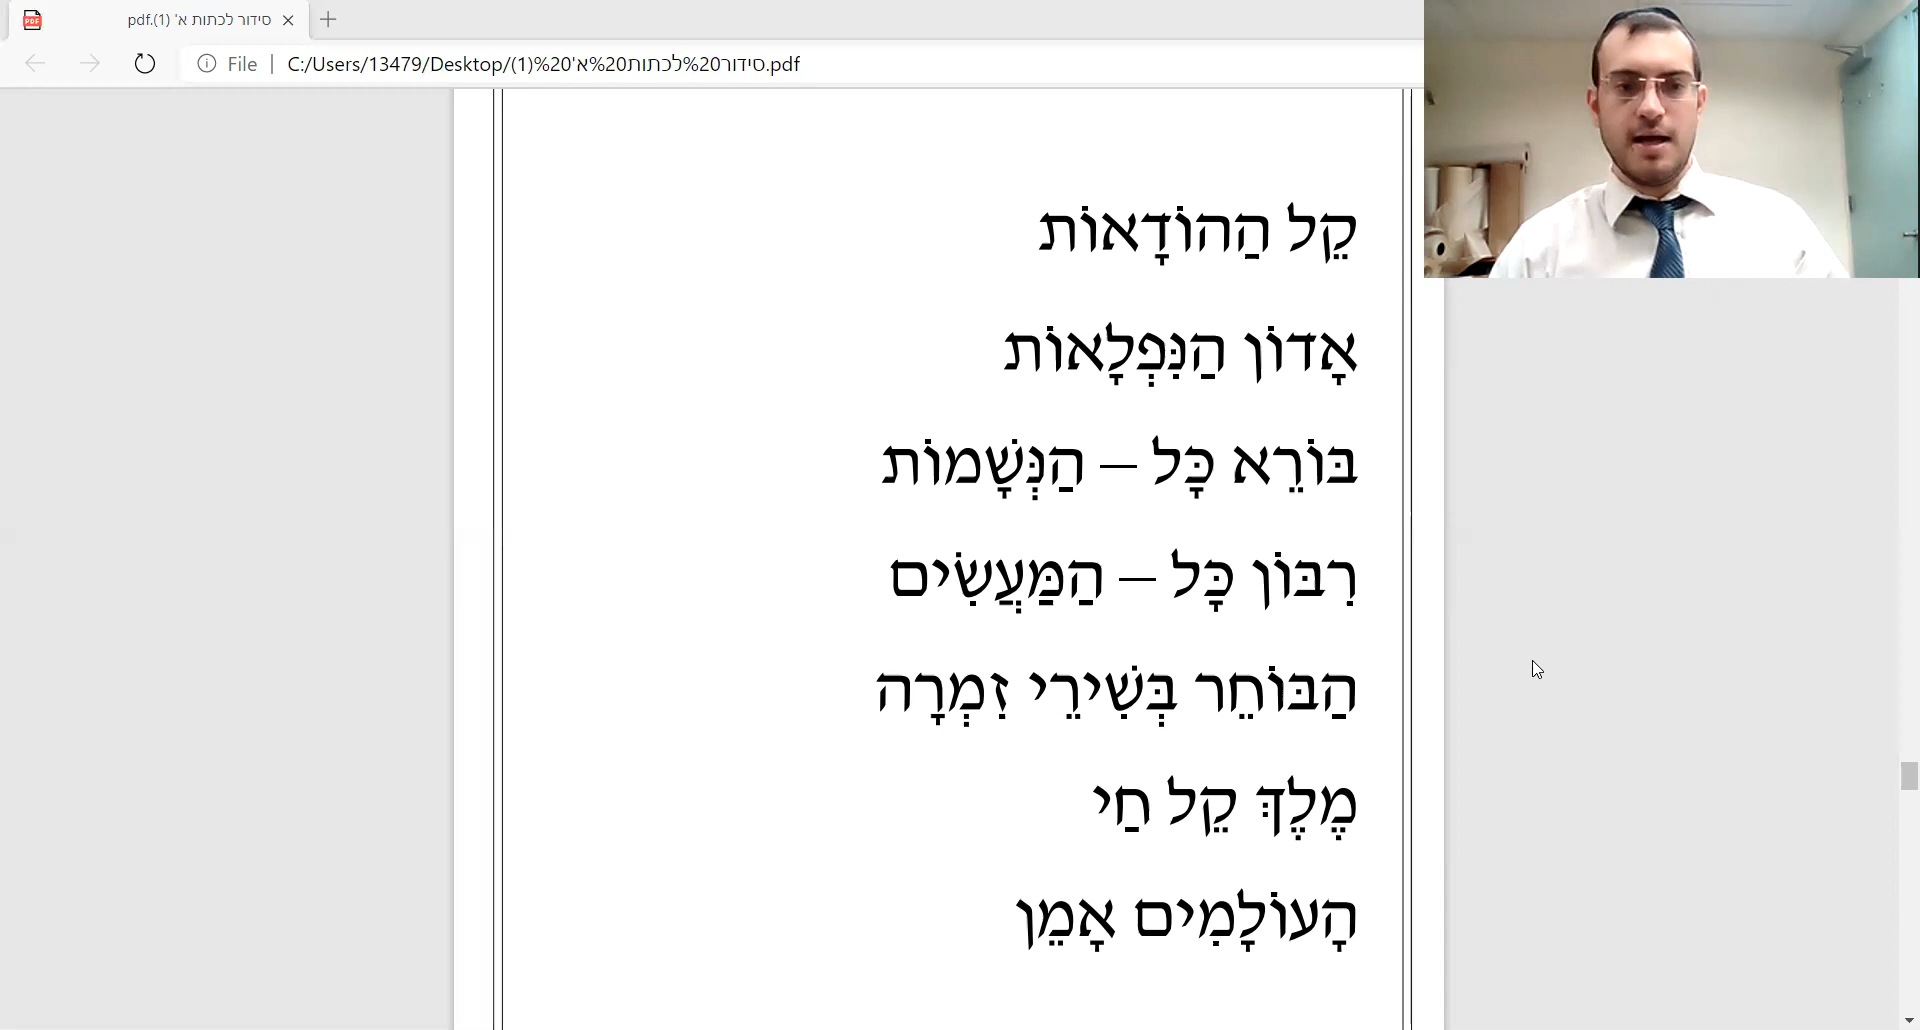 סידור לכתות א' (1).pdf
File | C:/Users/13479/Desktop/(1)%20'סידור%20לכתות%20א.pdf
קֵל הַהוֹדָאוֹת
אָדוֹן הַנִּפְלָאוֹת
בּוֹרֵא כָּל – הַנְּשָׁמוֹת
רִבּוֹן כָּל – הַמַּעֲשִׂים
הַבּוֹחֵר בְּשִׁירֵי זִמְרָה
מֶלֶךְ קֵל חַי
הָעוֹלָמִים אָמֵן